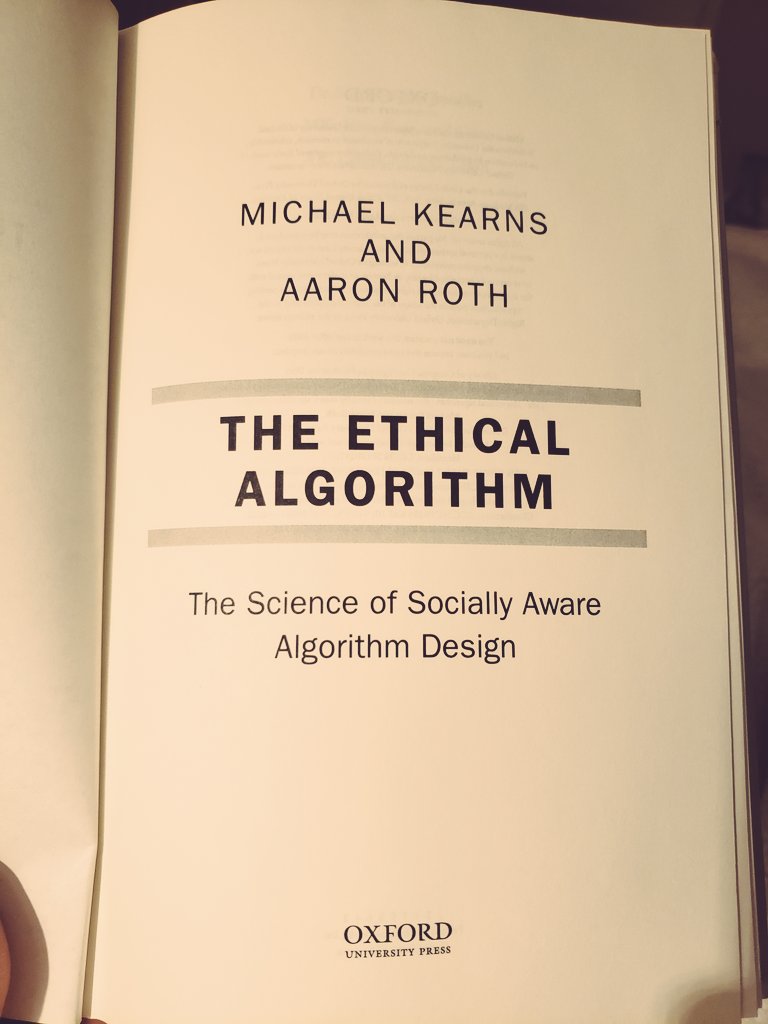 MICHAEL KEARNS
AND
AARON ROTH
THE ETHICAL
ALGORITHM
The Science of Socially Aware
Algorithm Design
OXFORD
UNIVERSITY PRESS